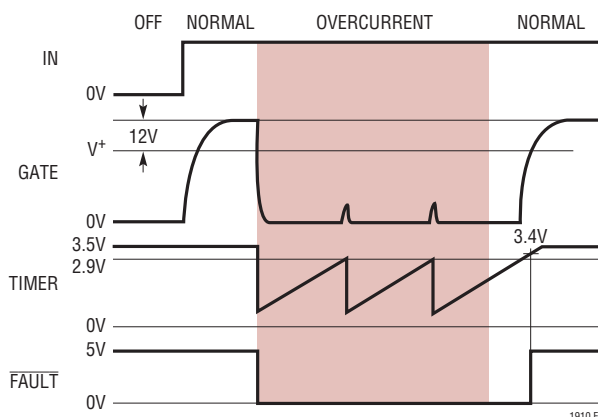 OFF NORMAL OVERCURRENT NORMAL
IN
0V
12V
V+
GATE
0V
3.5V
3.4V
2.9V
TIMER
0V
5V
FAULT
0V